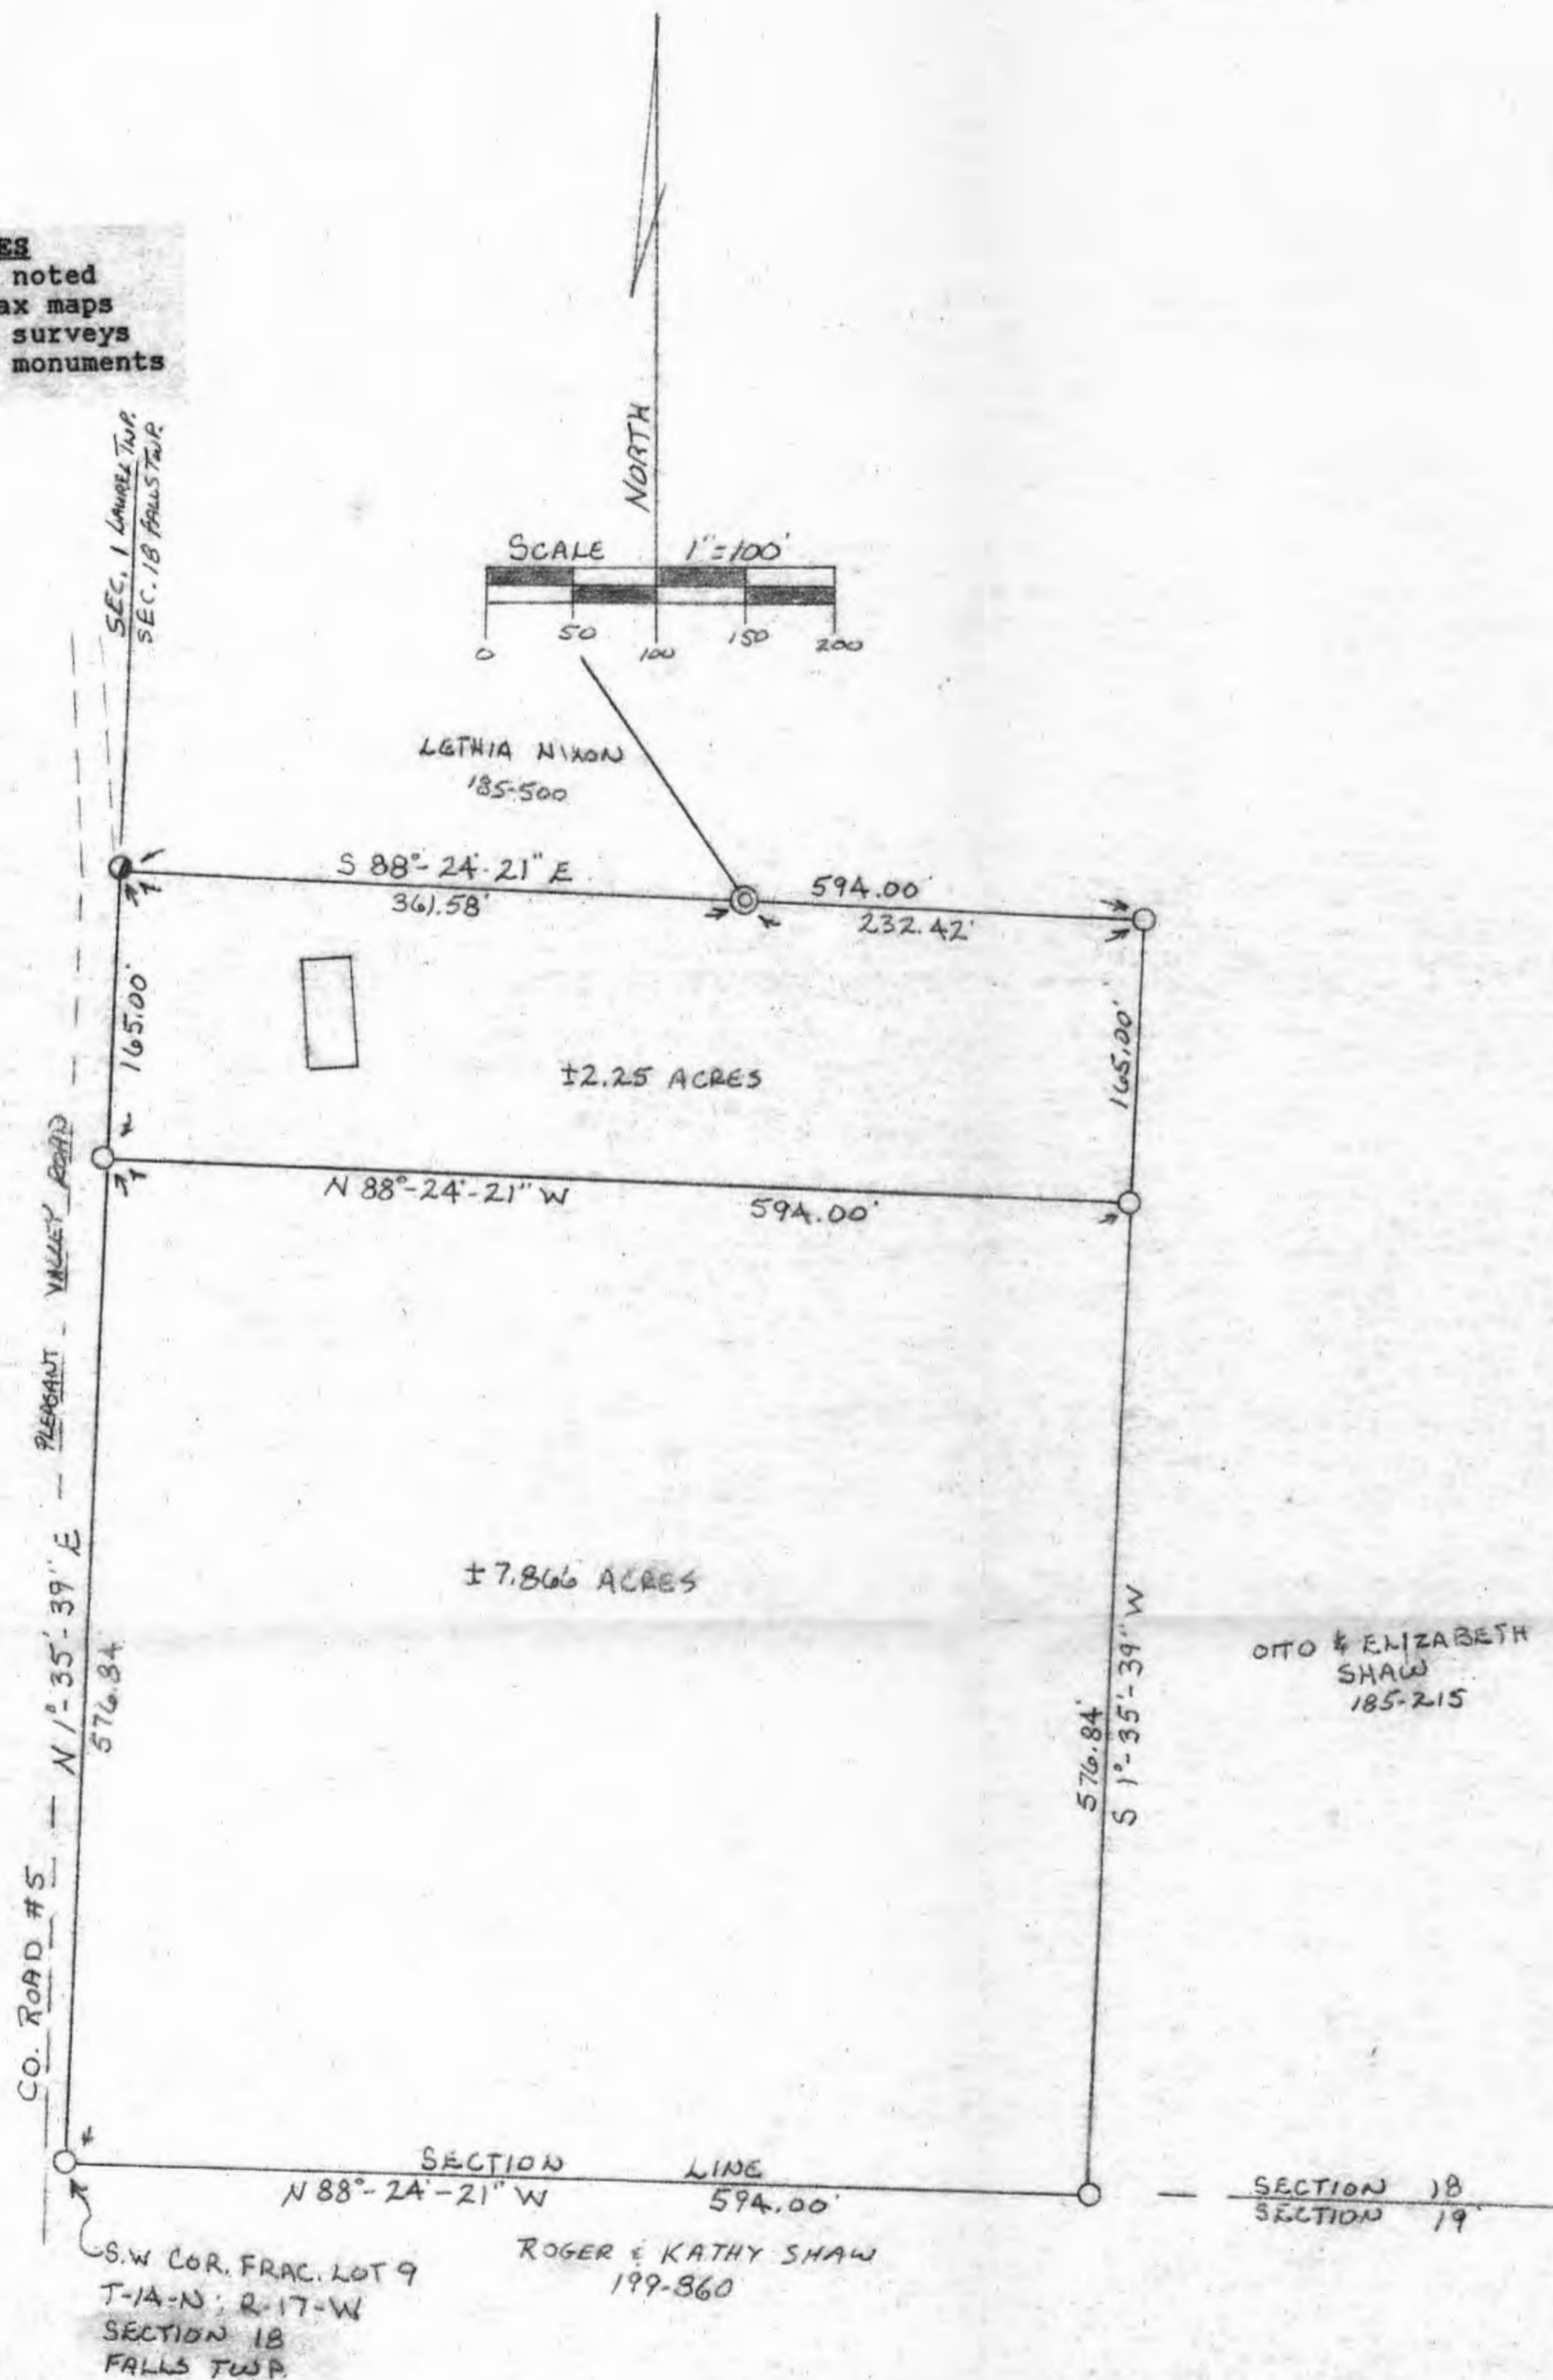 ES
noted
ax maps
surveys
monuments
SEC. 1 LAUREL TWP.
SEC. 18 FALLS TWP.
NORTH
SCALE 1"=100'
0 50 100 150 200
LETHIA NIXON
185-500
S 88°-24'-21" E
361.58'
594.00'
232.42'
165.00'
165.00'
±2.25 ACRES
N 88°-24'-21" W 594.00'
CO. ROAD #5 — N 1°-35'-39" E — PLEASANT VALLEY ROAD
576.84
±7.866 ACRES
576.84'
S 1°-35'-39" W
OTTO & ELIZABETH
SHAW
185-215
SECTION LINE
N 88°-24'-21" W 594.00'
SECTION 18
SECTION 19
S.W COR. FRAC. LOT 9
T-14-N; R-17-W
SECTION 18
FALLS TWP.
ROGER & KATHY SHAW
199-860